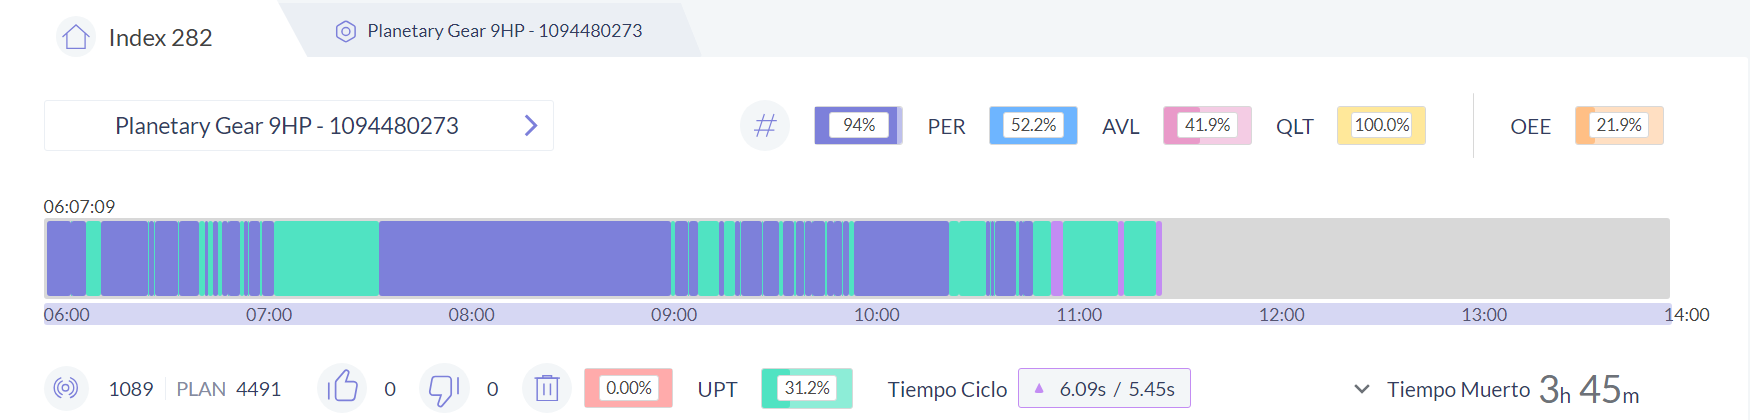 Index 282
Planetary Gear 9HP - 1094480273
Planetary Gear 9HP - 1094480273
# 94% PER 52.2% AVL 41.9% QLT 100.0% OEE 21.9%
06:07:09
06:00 07:00 08:00 09:00 10:00 11:00 12:00 13:00 14:00
1089 PLAN 4491 0 0 0.00% UPT 31.2% Tiempo Ciclo 6.09s / 5.45s Tiempo Muerto 3h 45m